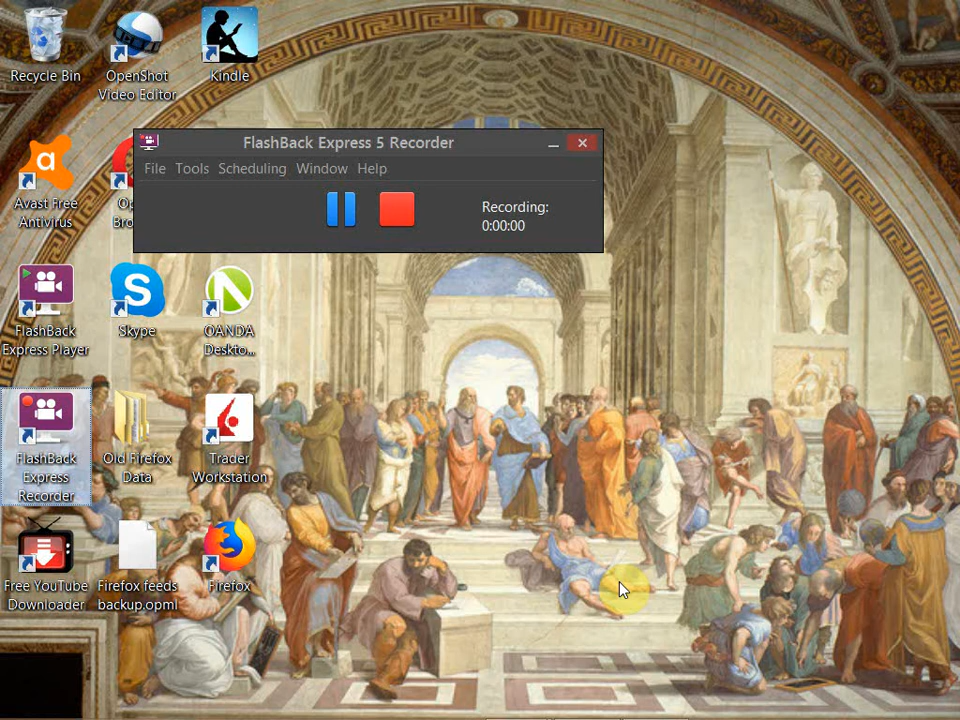 Recycle Bin
OpenShot
Video Editor
Kindle
FlashBack Express 5 Recorder
File Tools Scheduling Window Help
Recording:
0:00:00
Avast Free
Antivirus
Op
Bro
FlashBack
Express Player
Skype
OANDA
Deskto...
FlashBack
Express
Recorder
Old Firefox
Data
Trader
Workstation
Free YouTube
Downloader
Firefox feeds
backup.opml
Firefox